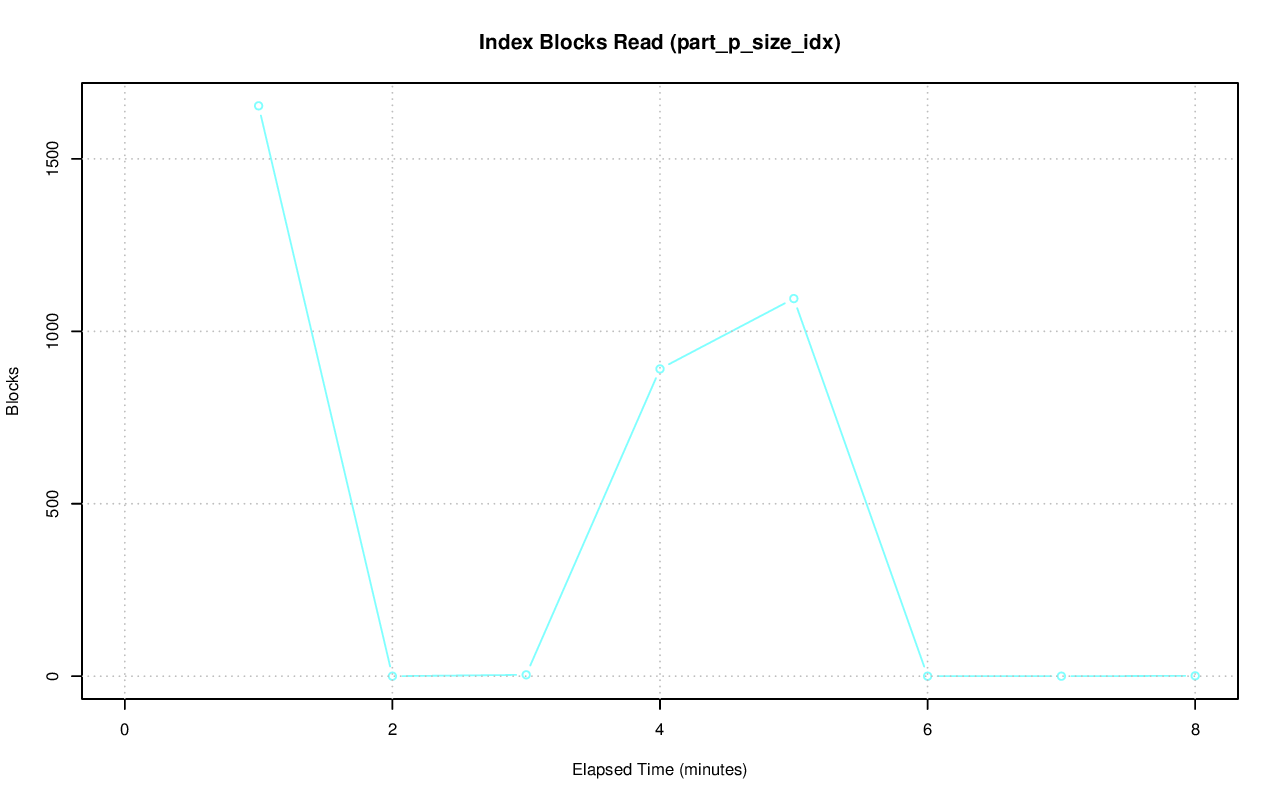 Index Blocks Read (part_p_size_idx)
1500
1000
500
0
Blocks
0 2 4 6 8
Elapsed Time (minutes)